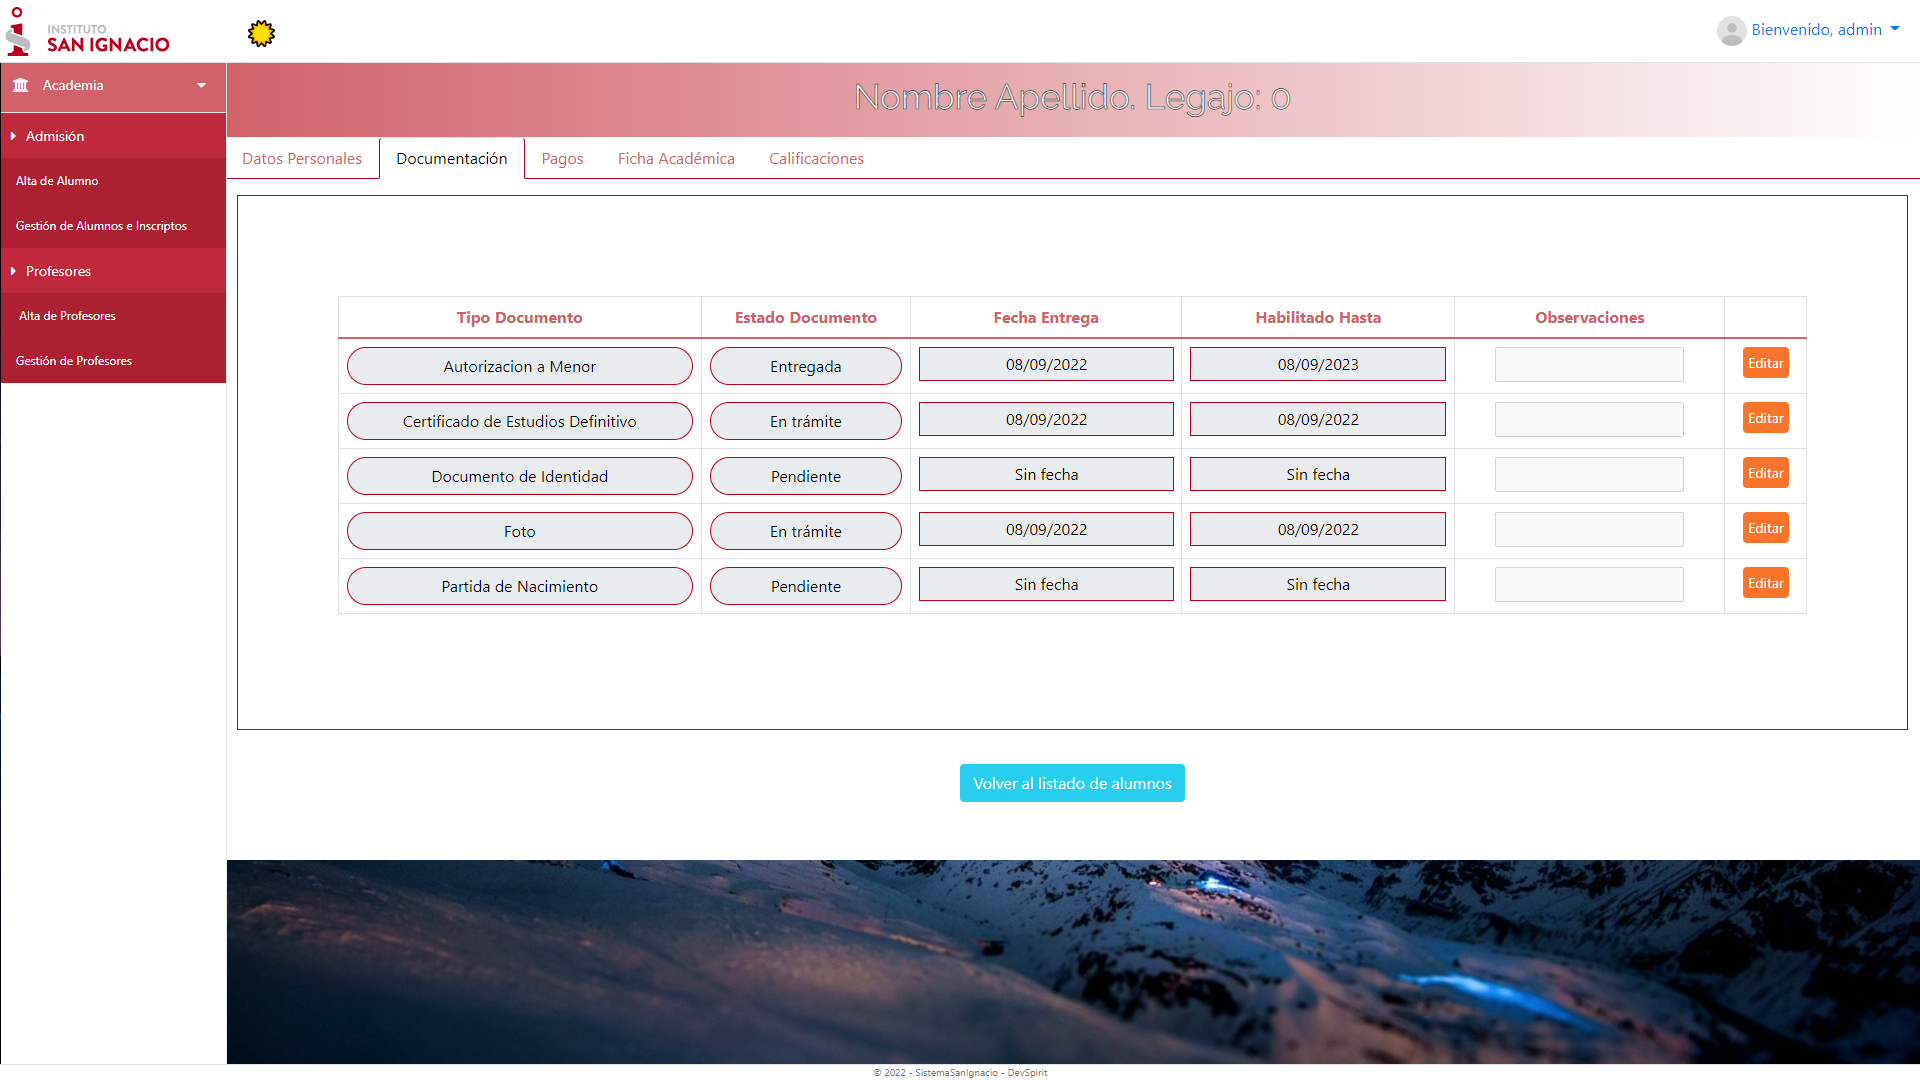 INSTITUTO
SAN IGNACIO
Bienvenido, admin
Academia
Admisión
Alta de Alumno
Gestión de Alumnos e Inscriptos
Profesores
Alta de Profesores
Gestión de Profesores
Nombre Apellido. Legajo: 0
Datos Personales Documentación Pagos Ficha Académica Calificaciones
Tipo Documento Estado Documento Fecha Entrega Habilitado Hasta Observaciones
Autorizacion a Menor Entregada 08/09/2022 08/09/2023 Editar
Certificado de Estudios Definitivo En trámite 08/09/2022 08/09/2022 Editar
Documento de Identidad Pendiente Sin fecha Sin fecha Editar
Foto En trámite 08/09/2022 08/09/2022 Editar
Partida de Nacimiento Pendiente Sin fecha Sin fecha Editar
Volver al listado de alumnos
© 2022 - SistemaSanIgnacio - DevSpirit